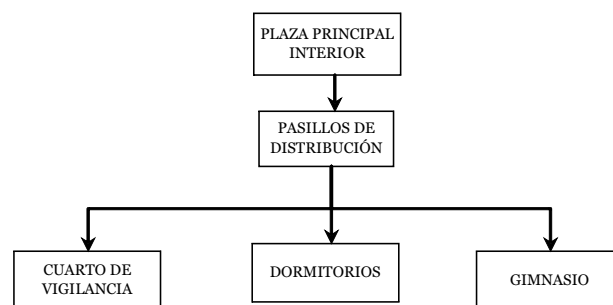 PLAZA PRINCIPAL
INTERIOR
PASILLOS DE
DISTRIBUCIÓN
CUARTO DE
VIGILANCIA
DORMITORIOS
GIMNASIO